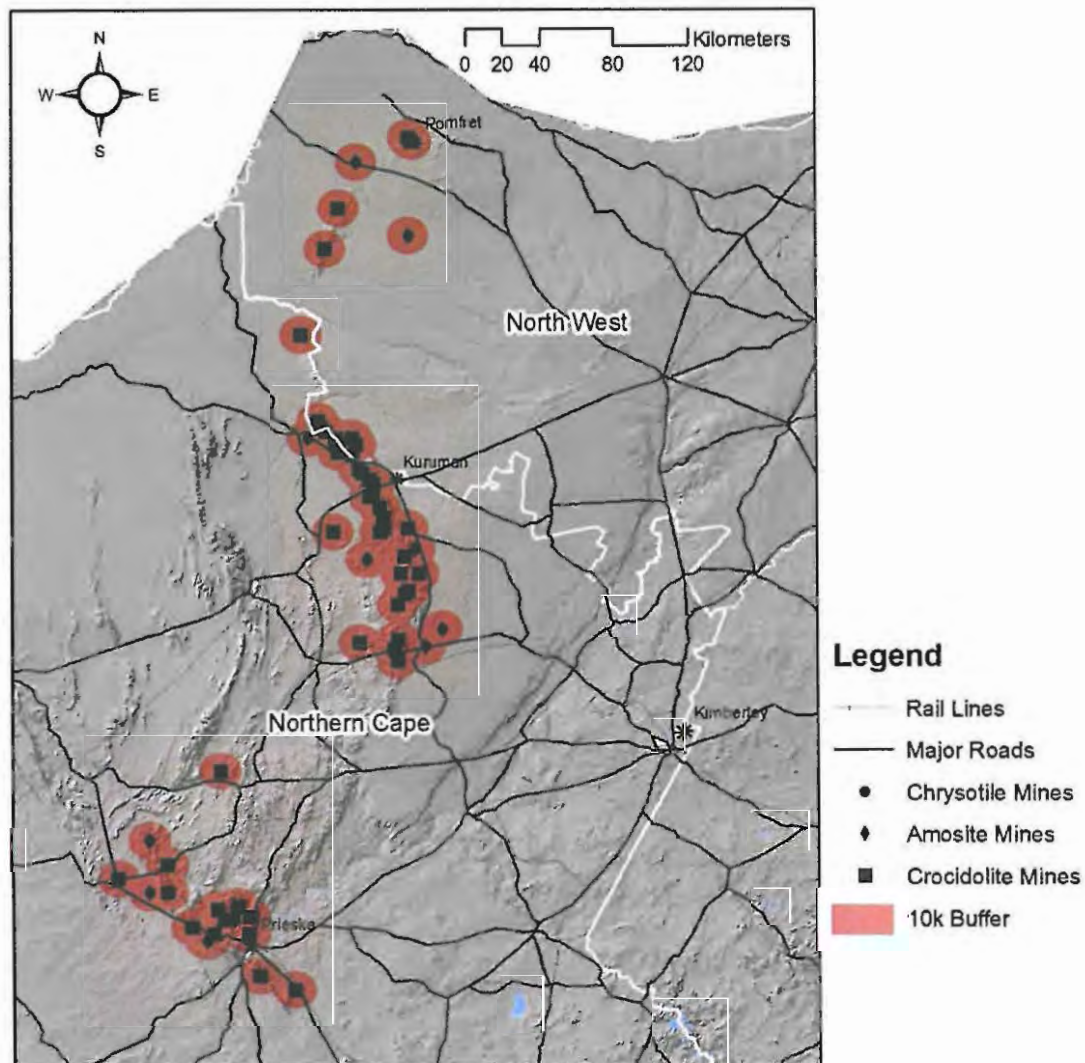 N
W E
S
Kilometers
0 20 40 80 120
Pomfret
North West
Kuruman
Northern Cape
Kimberley
Prieska
Legend
Rail Lines
Major Roads
Chrysotile Mines
Amosite Mines
Crocidolite Mines
10k Buffer